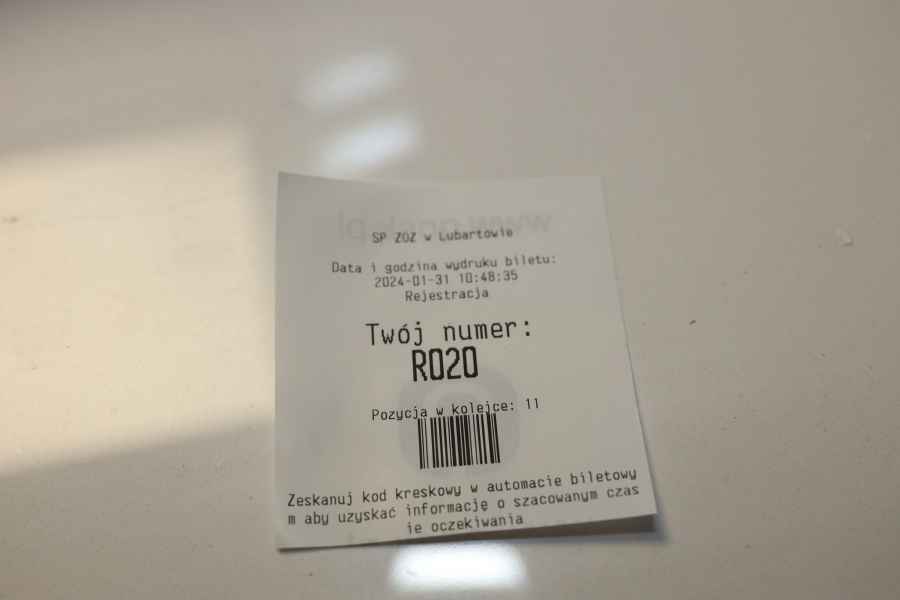 SP ZOZ w Lubartowie
Data i godzina wydruku biletu:
2024-01-31 10:48:35
Rejestracja
Twój numer:
R020
Pozycja w kolejce: 11
Zeskanuj kod kreskowy w automacie biletowy
m aby uzyskać informację o szacowanym czas
ie oczekiwania